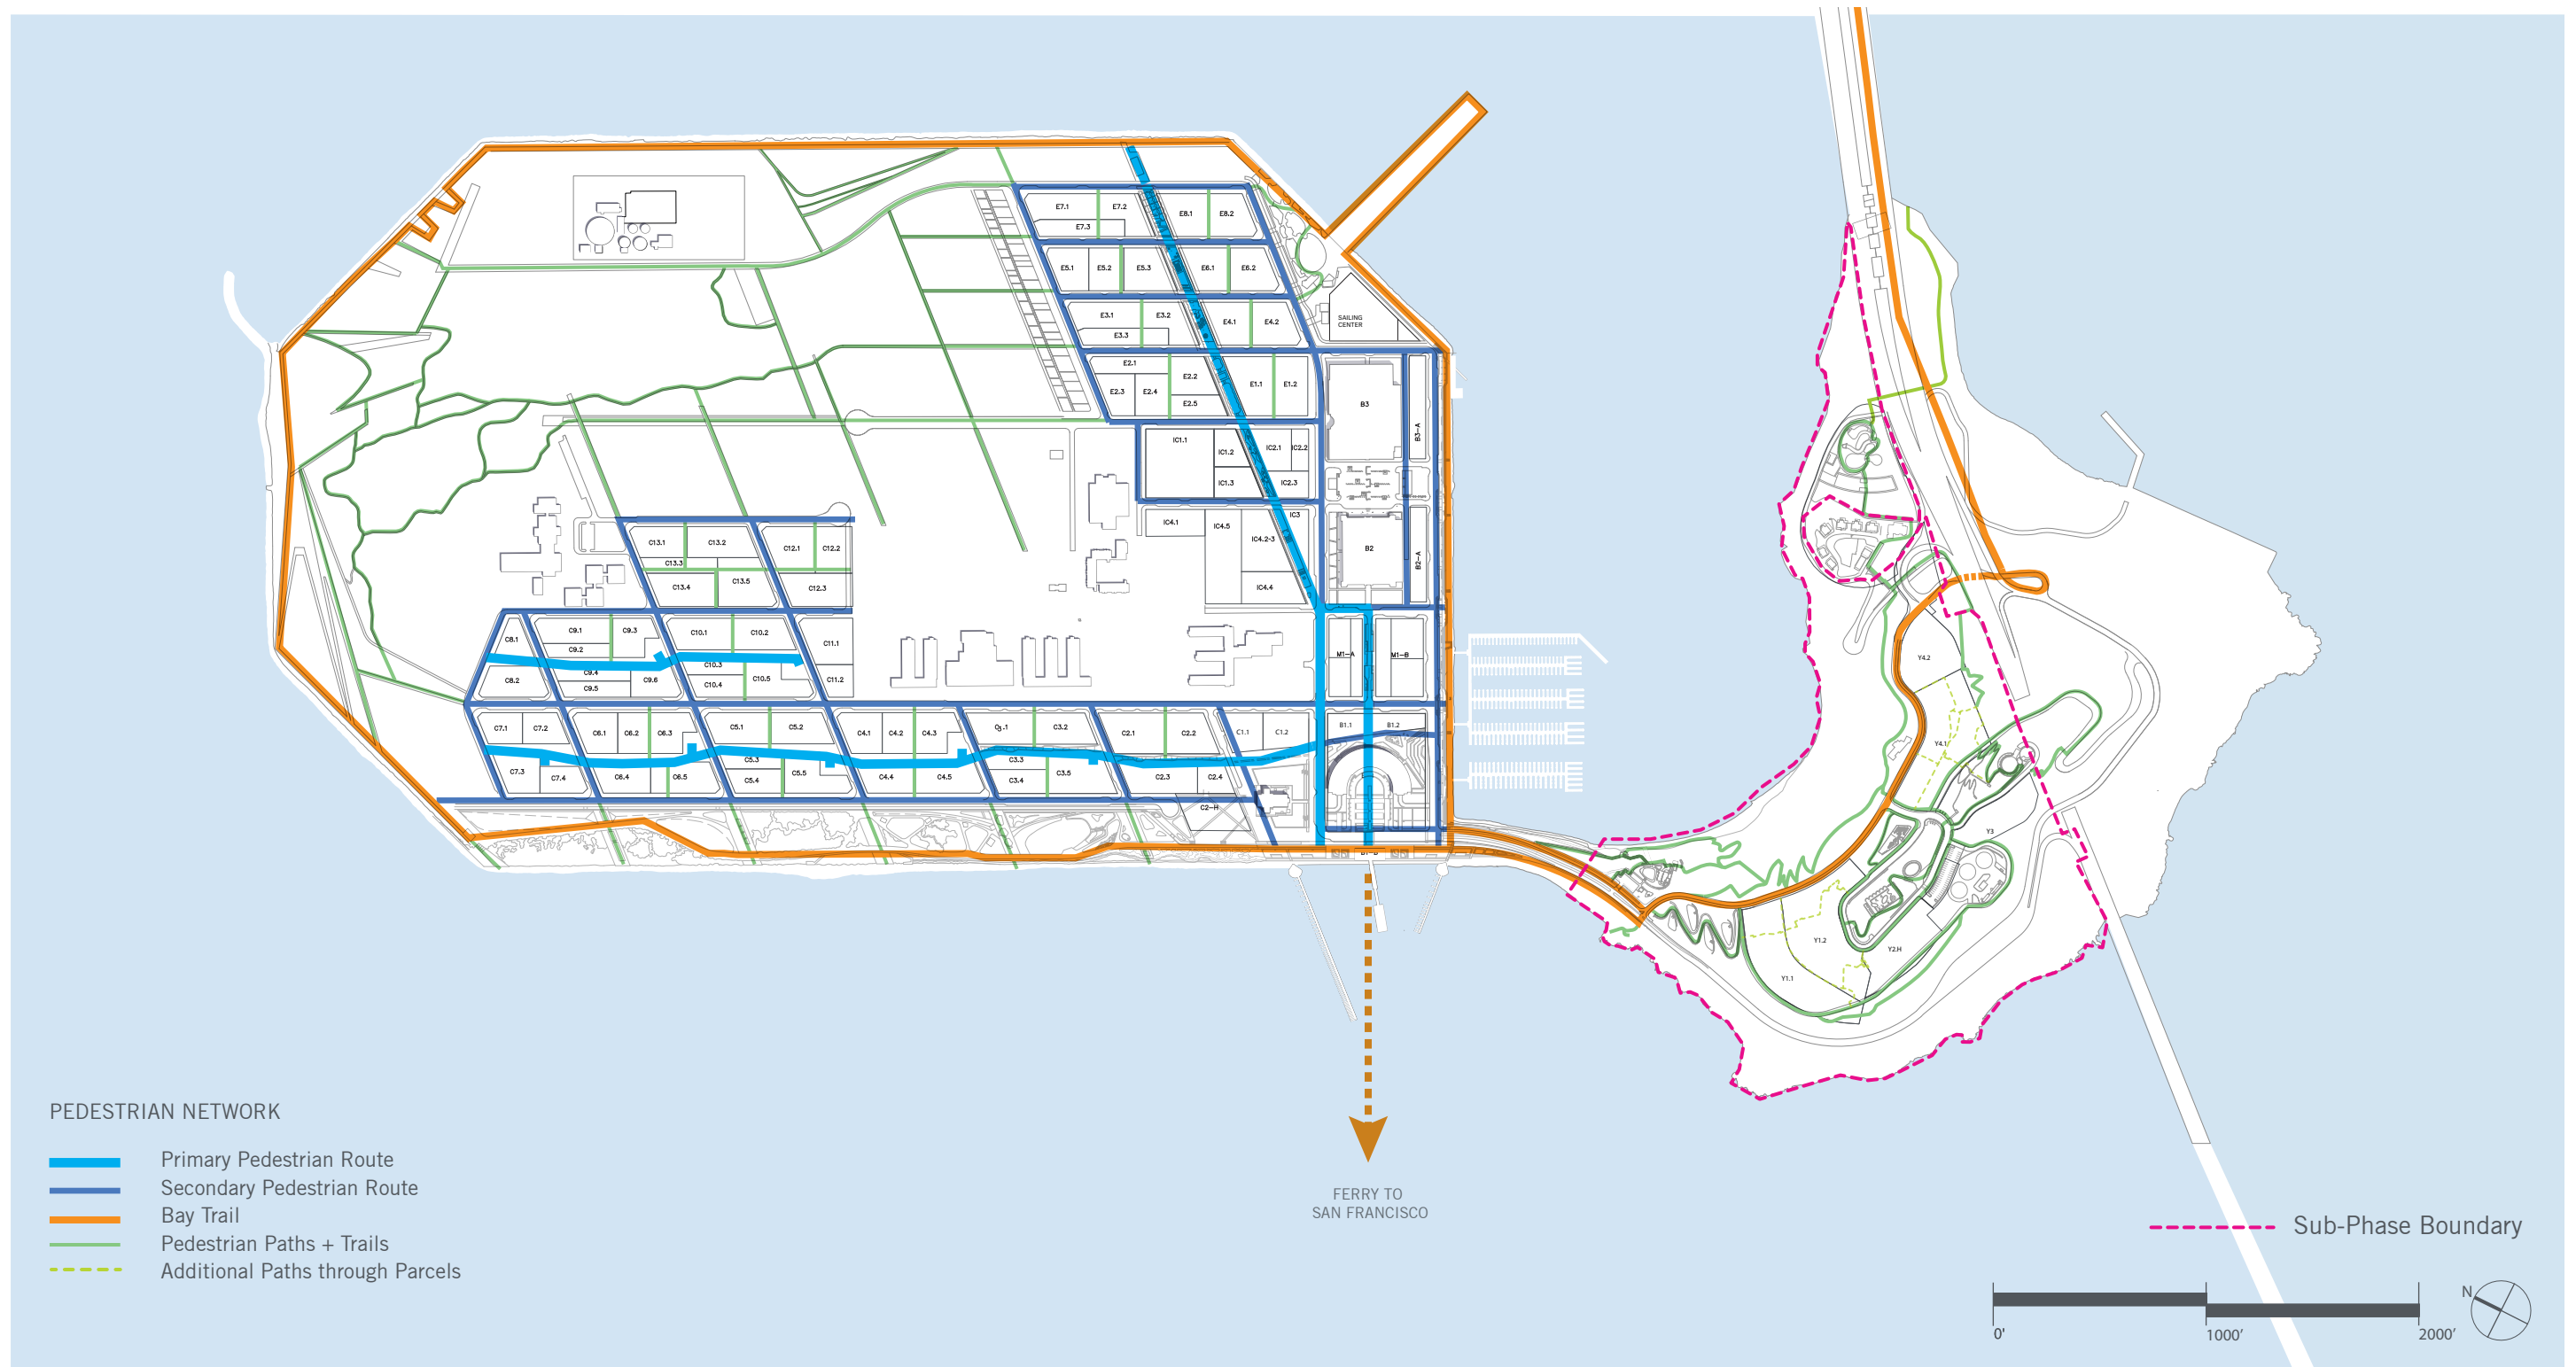 E7.1
E7.2
E7.3
E8.1
E8.2
E5.1
E5.2
E5.3
E6.1
E6.2
E3.1
E3.2
E3.3
E4.1
E4.2
SAILING
CENTER
E2.1
E2.2
E2.3
E2.4
E2.5
E1.1
E1.2
B3
B3-A
IC1.1
IC1.2
IC1.3
IC2.1
IC2.2
IC2.3
IC3
IC4.1
IC4.5
IC4.2-3
IC4.4
B2
B2-A
C13.1
C13.2
C13.3
C13.4
C13.5
C12.1
C12.2
C12.3
C8.1
C8.2
C9.1
C9.2
C9.3
C9.4
C9.5
C9.6
C10.1
C10.2
C10.3
C10.4
C10.5
C11.1
C11.2
M1-A
M1-B
C7.1
C7.2
C7.3
C7.4
C6.1
C6.2
C6.3
C6.4
C6.5
C5.1
C5.2
C5.3
C5.4
C5.5
C4.1
C4.2
C4.3
C4.4
C4.5
C3.2
C3.3
C3.4
C3.5
C2.1
C2.2
C2.3
C2.4
C2-H
C1.1
C1.2
B1.1
B1.2
Y4.2
Y4.1
Y3
Y1.2
Y2.H
Y1.1
PEDESTRIAN NETWORK
Primary Pedestrian Route
Secondary Pedestrian Route
Bay Trail
Pedestrian Paths + Trails
Additional Paths through Parcels
FERRY TO
SAN FRANCISCO
Sub-Phase Boundary
N
0'
1000'
2000'